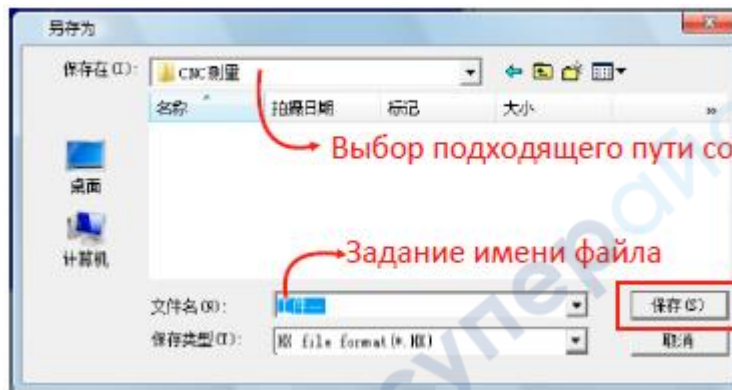 另存为
保存在(I):
CNC测量
名称
拍摄日期
标记
大小
»
Выбор подходящего пути со
桌面
计算机
Задание имени файла
文件名(N):
保存(S)
保存类型(T):
file format(*.
取消